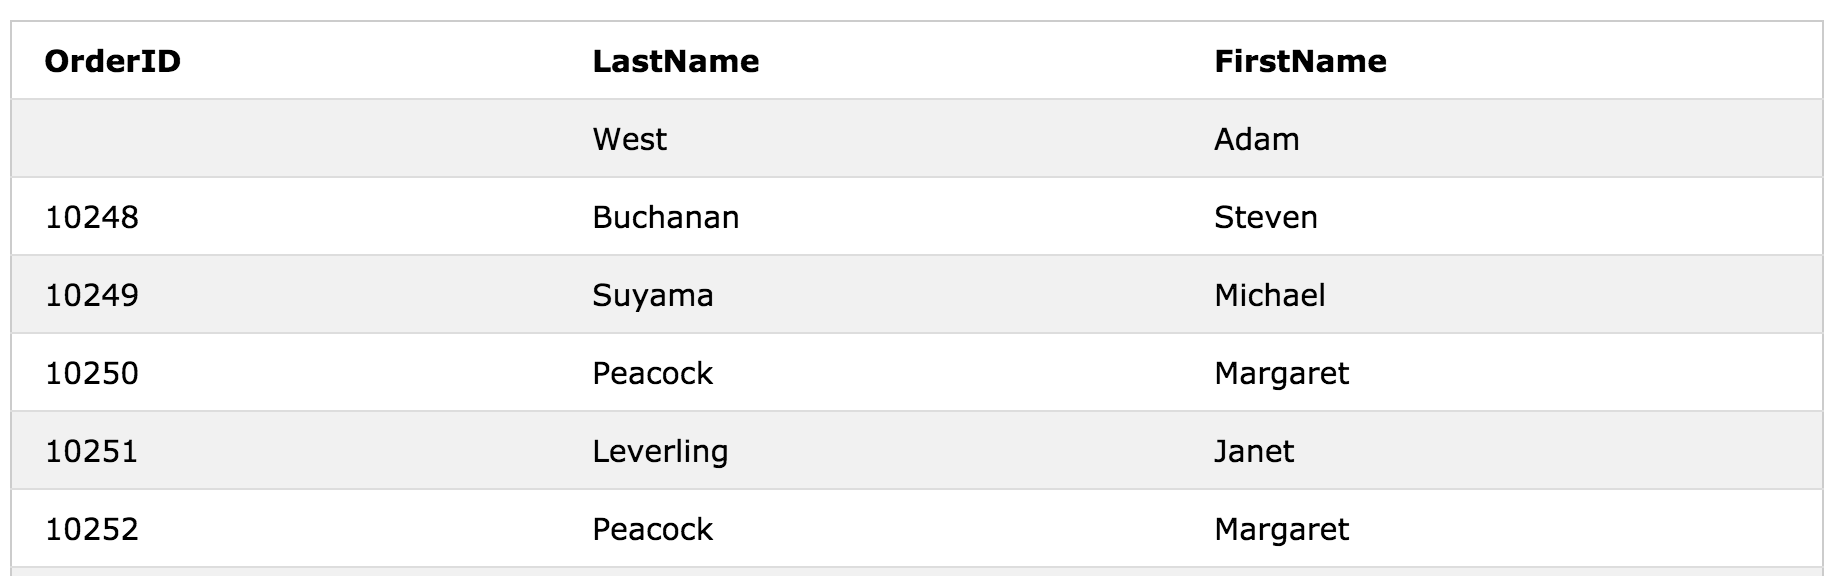 OrderID LastName FirstName
West Adam
10248 Buchanan Steven
10249 Suyama Michael
10250 Peacock Margaret
10251 Leverling Janet
10252 Peacock Margaret